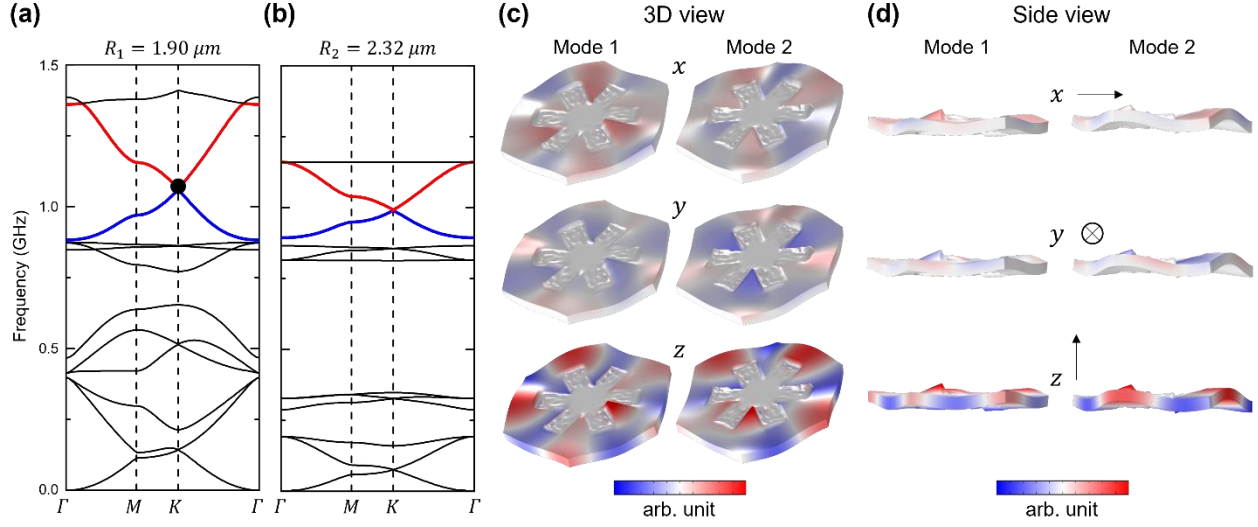 (a)
R₁ = 1.90 μm
Frequency (GHz)
1.5
1.0
0.5
0.0
Γ M K Γ
(b)
R₂ = 2.32 μm
Γ M K Γ
(c)
3D view
Mode 1 Mode 2
x
y
z
arb. unit
(d)
Side view
Mode 1 Mode 2
x
y
z
arb. unit